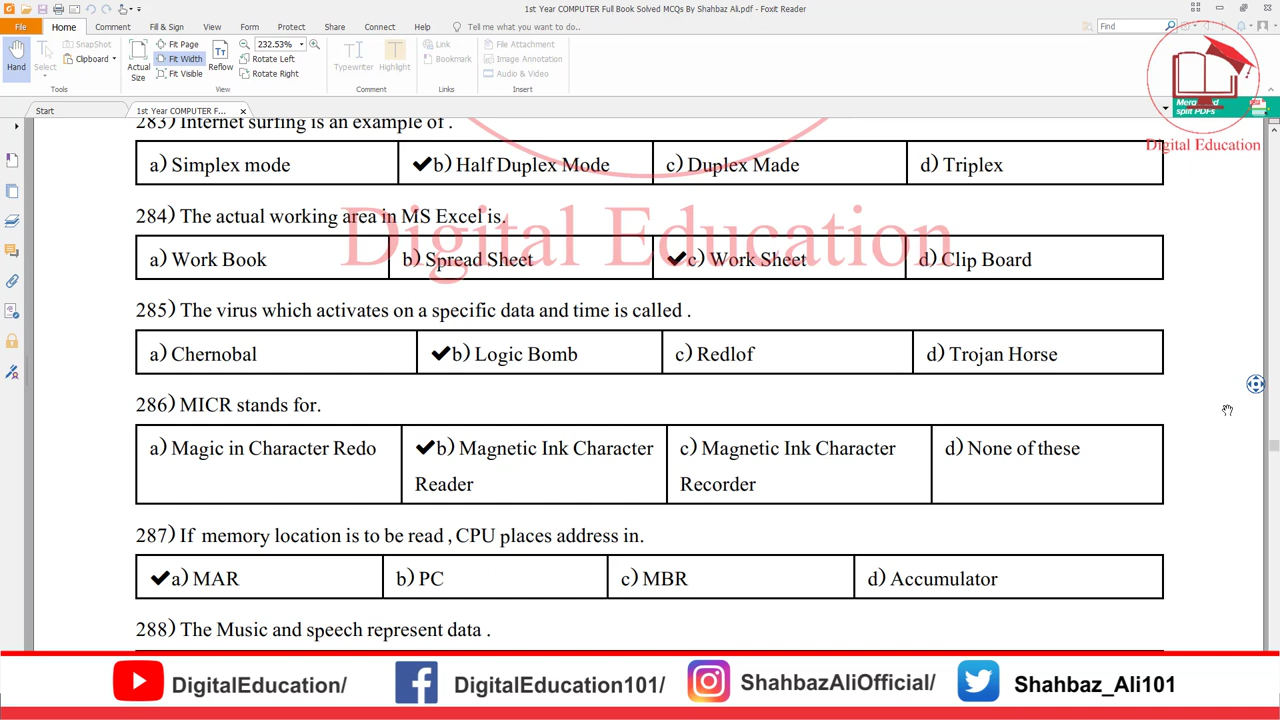 1st Year COMPUTER Full Book Solved MCQs By Shahbaz Ali.pdf - Foxit Reader
File Home Comment View Form Protect Share Connect Help Tell me what you want to do.. Find
SnapShot Fit Page 232.53% Link File Attachment
Clipboard Fit Width Rotate Left Bookmark Image Annotation
Hand Select Actual Size Fit Visible Reflow Rotate Right Typewriter Highlight Audio & Video
Tools View Comment Links Insert
Start 1st Year COMPUTER F...
split PDFs
Digital Education
283) Internet surfing is an example of .
a) Simplex mode ✔b) Half Duplex Mode c) Duplex Made d) Triplex
284) The actual working area in MS Excel is.
Digital Education
a) Work Book b) Spread Sheet ✔c) Work Sheet d) Clip Board
285) The virus which activates on a specific data and time is called .
a) Chernobal ✔b) Logic Bomb c) Redlof d) Trojan Horse
286) MICR stands for.
a) Magic in Character Redo ✔b) Magnetic Ink Character Reader c) Magnetic Ink Character Recorder d) None of these
287) If memory location is to be read , CPU places address in.
✔a) MAR b) PC c) MBR d) Accumulator
288) The Music and speech represent data .
DigitalEducation/ DigitalEducation101/ ShahbazAliOfficial/ Shahbaz_Ali101